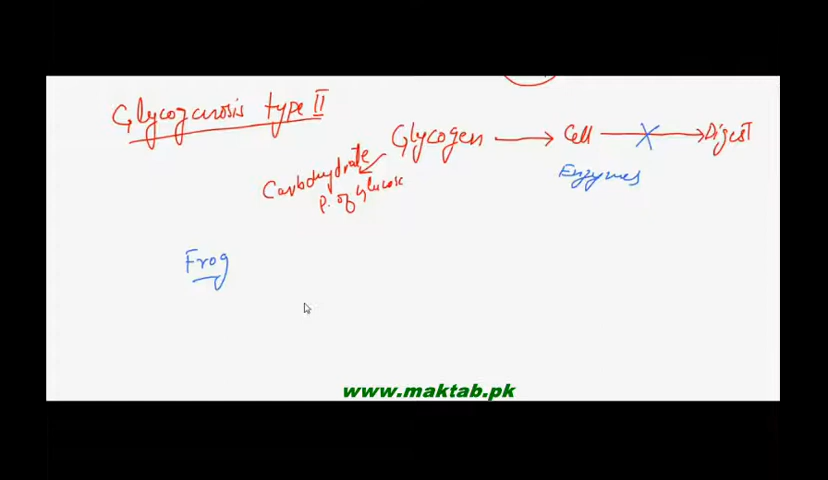 Glycogenosis type II
Glycogen → Cell → Digest
Carbohydrate
P. of Glucose
Enzymes
Frog
www.maktab.pk